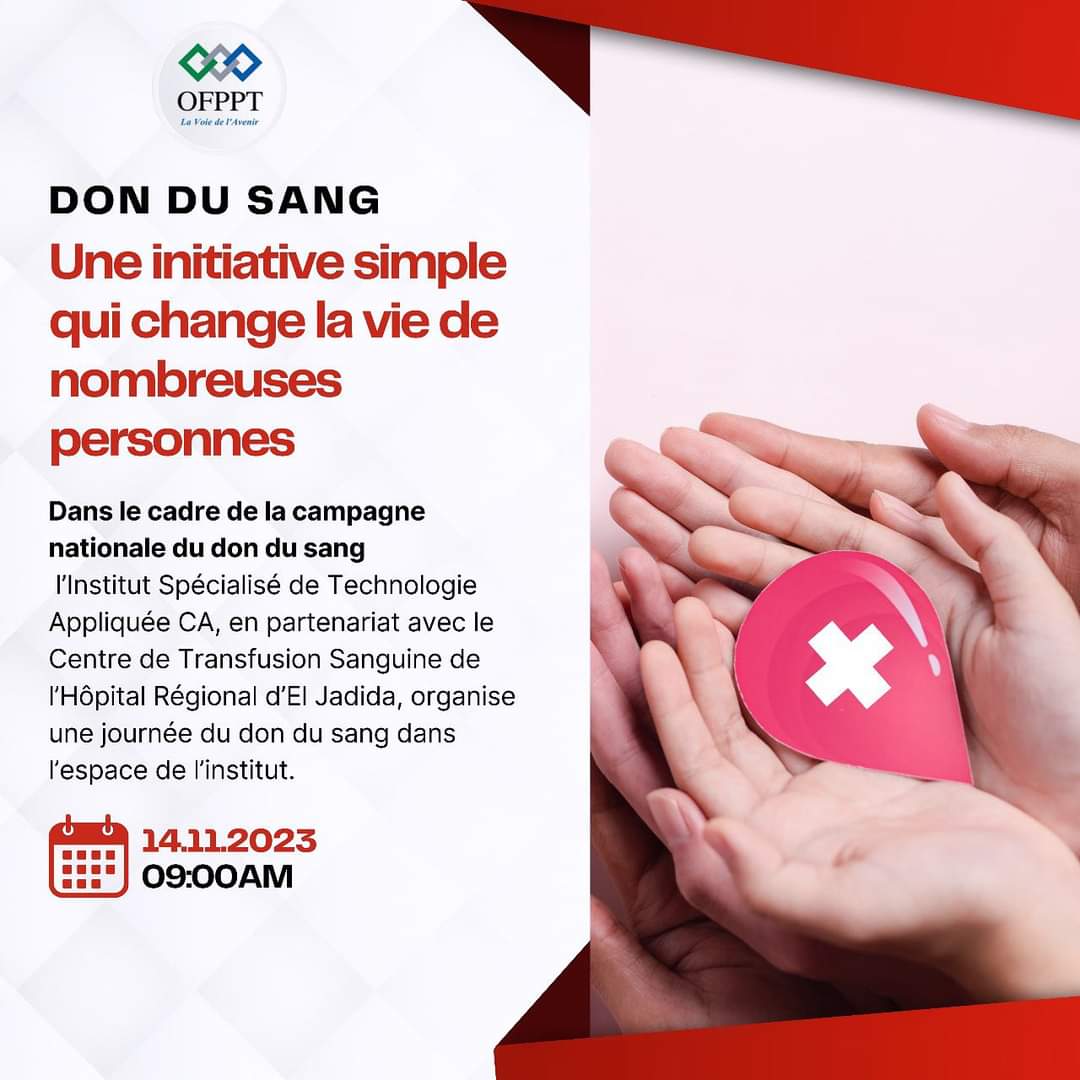 OFPPT
La Voie de l'Avenir
DON DU SANG
Une initiative simple
qui change la vie de
nombreuses
personnes
Dans le cadre de la campagne
nationale du don du sang
l'Institut Spécialisé de Technologie
Appliquée CA, en partenariat avec le
Centre de Transfusion Sanguine de
l'Hôpital Régional d'El Jadida, organise
une journée du don du sang dans
l'espace de l'institut.
14.11.2023
09:00AM